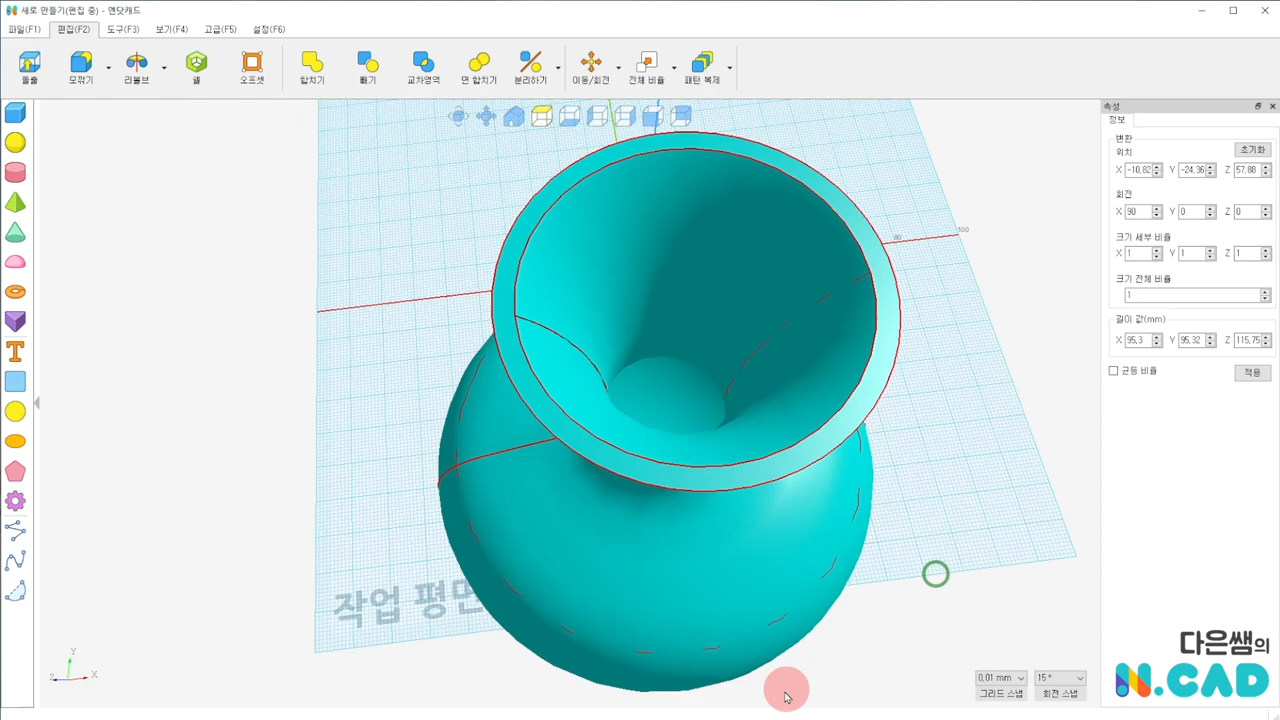 새로 만들기(편집 중) - 엔닷캐드
파일(F1) 편집(F2) 도구(F3) 보기(F4) 고급(F5) 설정(F6)
돌출 모깎기 리볼브 쉘 오프셋 합치기 빼기 교차영역 면 합치기 분리하기 이동/회전 전체 비율 패턴 복제
속성
정보
변환
위치 초기화
X -10,82 Y -24,36 Z 57,88
회전
X 90 Y 0 Z 0
크기 세부 비율
X 1 Y 1 Z 1
크기 전체 비율
1
길이 값(mm)
X 95,3 Y 95,32 Z 115,75
균등 비율 적용
100
작업 평면
Y
Z X
0,01 mm 15 °
그리드 스냅 회전 스냅
다은쌤의
N.CAD